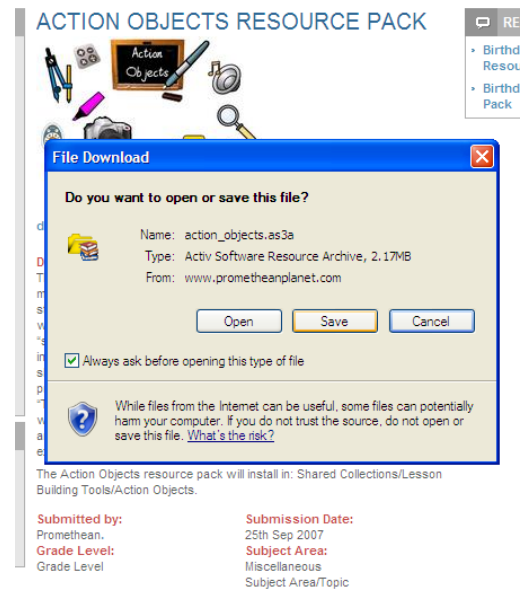 ACTION OBJECTS RESOURCE PACK
Action
Objects
File Download
Do you want to open or save this file?
Name: action_objects.as3a
Type: Activ Software Resource Archive, 2.17MB
From: www.prometheanplanet.com
Open Save Cancel
Always ask before opening this type of file
While files from the Internet can be useful, some files can potentially
harm your computer. If you do not trust the source, do not open or
save this file. What's the risk?
The Action Objects resource pack will install in: Shared Collections/Lesson
Building Tools/Action Objects.
Submitted by: Submission Date:
Promethean. 25th Sep 2007
Grade Level: Subject Area:
Grade Level Miscellaneous
Subject Area/Topic
RE
Birthd
Resou
Birthd
Pack